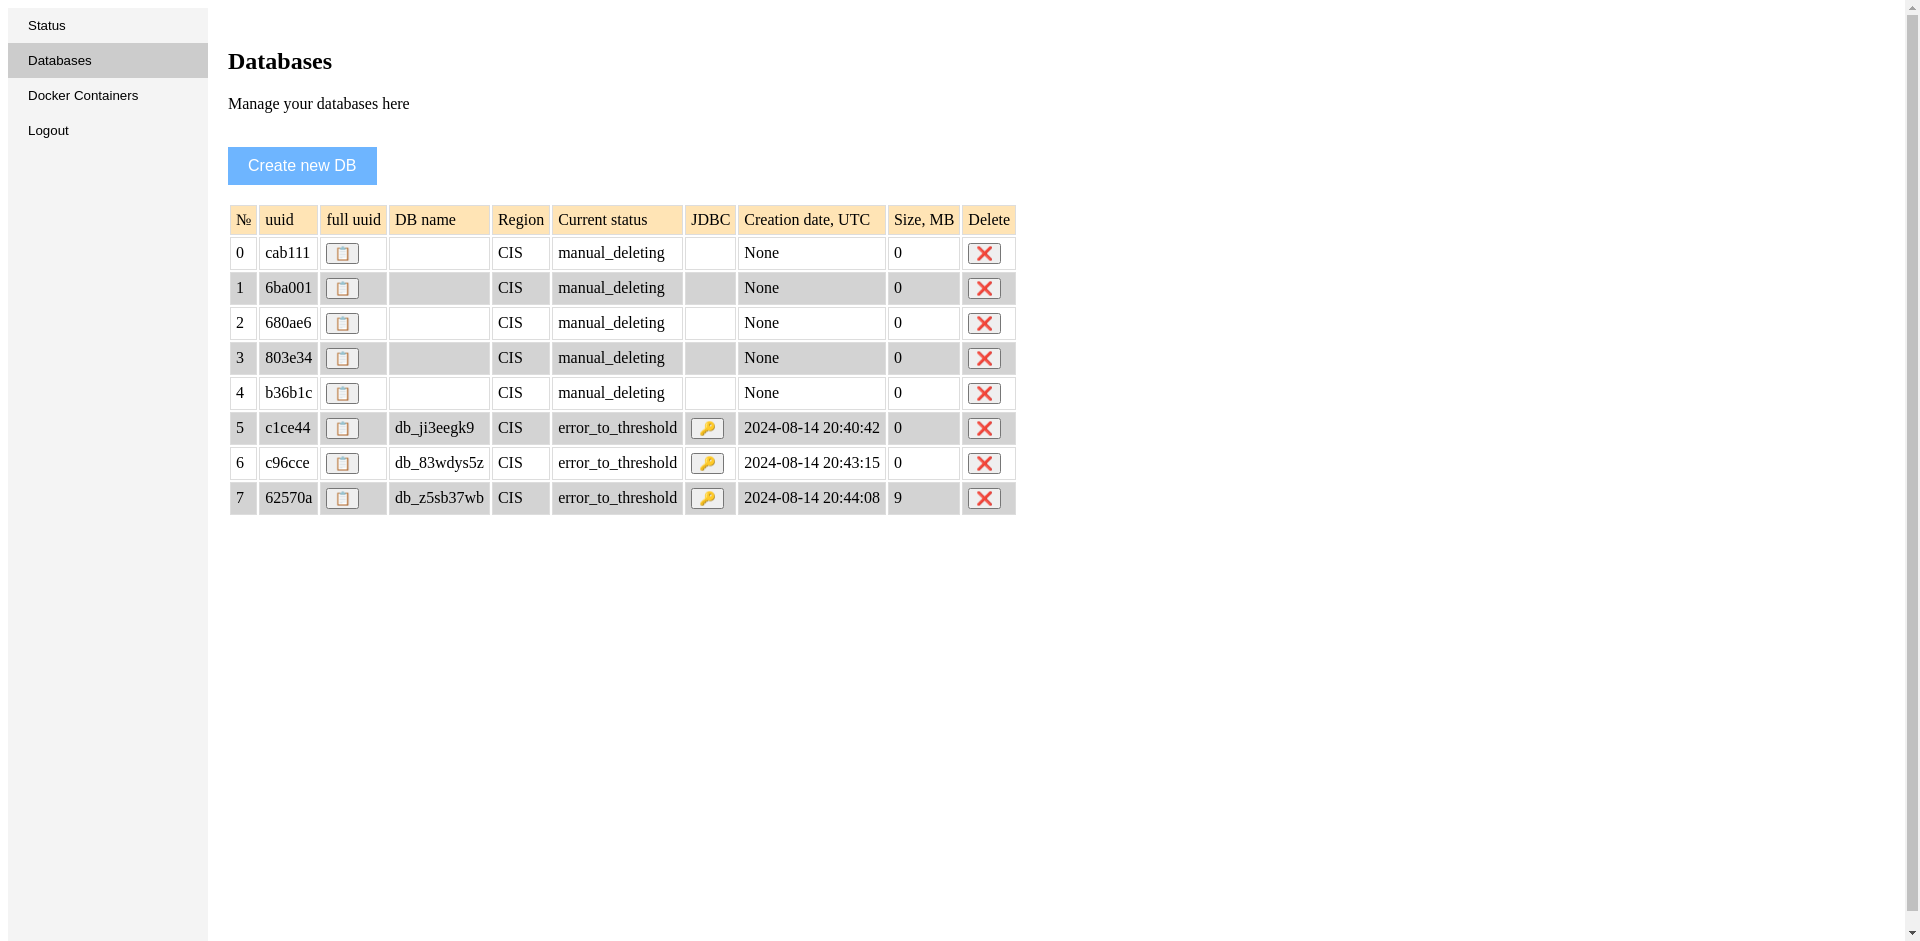 Status
Databases
Docker Containers
Logout
Databases
Manage your databases here
Create new DB
№ uuid full uuid DB name Region Current status JDBC Creation date, UTC Size, MB Delete
0 cab111 CIS manual_deleting None 0
1 6ba001 CIS manual_deleting None 0
2 680ae6 CIS manual_deleting None 0
3 803e34 CIS manual_deleting None 0
4 b36b1c CIS manual_deleting None 0
5 c1ce44 db_ji3eegk9 CIS error_to_threshold 2024-08-14 20:40:42 0
6 c96cce db_83wdys5z CIS error_to_threshold 2024-08-14 20:43:15 0
7 62570a db_z5sb37wb CIS error_to_threshold 2024-08-14 20:44:08 9